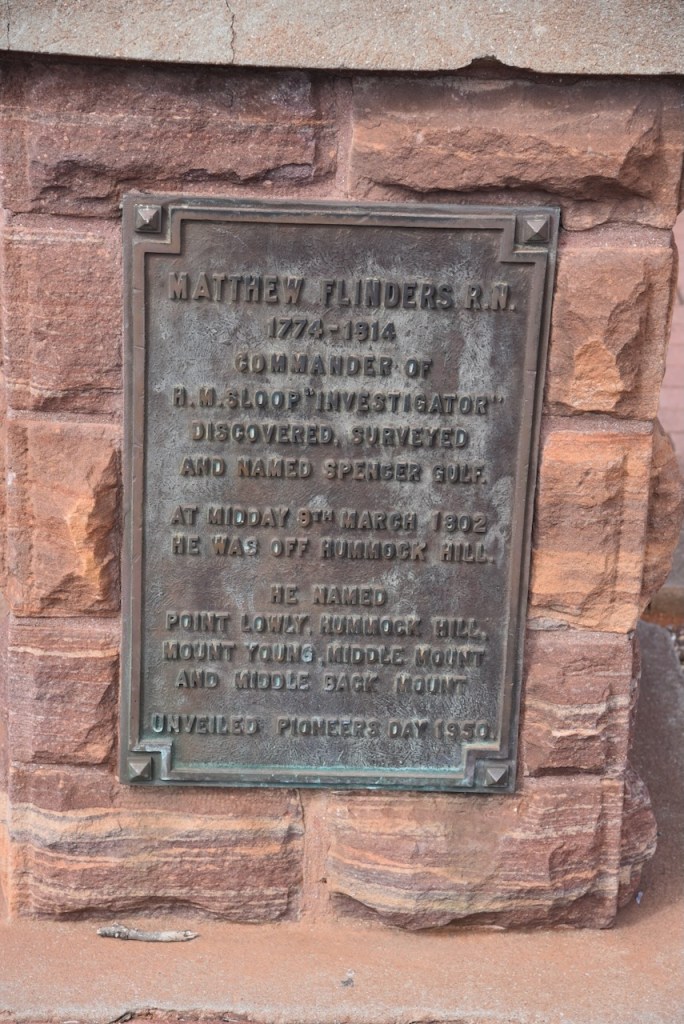 MATTHEW FLINDERS R.N.
1774-1814
COMMANDER OF
H.M.SLOOP "INVESTIGATOR"
DISCOVERED, SURVEYED
AND NAMED SPENCER GULF.
AT MIDDAY 9TH MARCH 1802
HE WAS OFF HUMMOCK HILL.
HE NAMED
POINT LOWLY, HUMMOCK HILL,
MOUNT YOUNG, MIDDLE MOUNT
AND MIDDLE BACK MOUNT
UNVEILED PIONEERS DAY 1950.